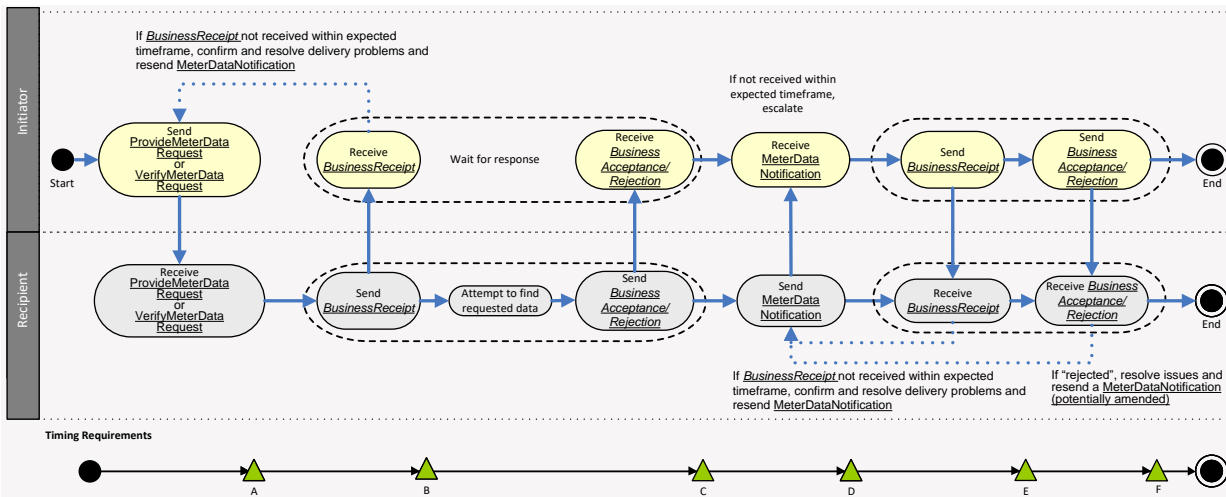 Initiator
If BusinessReceipt not received within expected
timeframe, confirm and resolve delivery problems and
resend MeterDataNotification
If not received within
expected timeframe,
escalate
Start
Send
ProvideMeterData
Request
or
VerifyMeterData
Request
Receive
BusinessReceipt
Wait for response
Receive
Business
Acceptance/
Rejection
Receive
MeterData
Notification
Send
BusinessReceipt
Send
Business
Acceptance/
Rejection
End
Recipient
Receive
ProvideMeterData
Request
or
VerifyMeterData
Request
Send
BusinessReceipt
Attempt to find
requested data
Send
Business
Acceptance/
Rejection
Send
MeterData
Notification
Receive
BusinessReceipt
Receive Business
Acceptance/
Rejection
End
If BusinessReceipt not received within expected
timeframe, confirm and resolve delivery problems and
resend MeterDataNotification
If “rejected”, resolve issues and
resend a MeterDataNotification
(potentially amended)
Timing Requirements
A
B
C
D
E
F